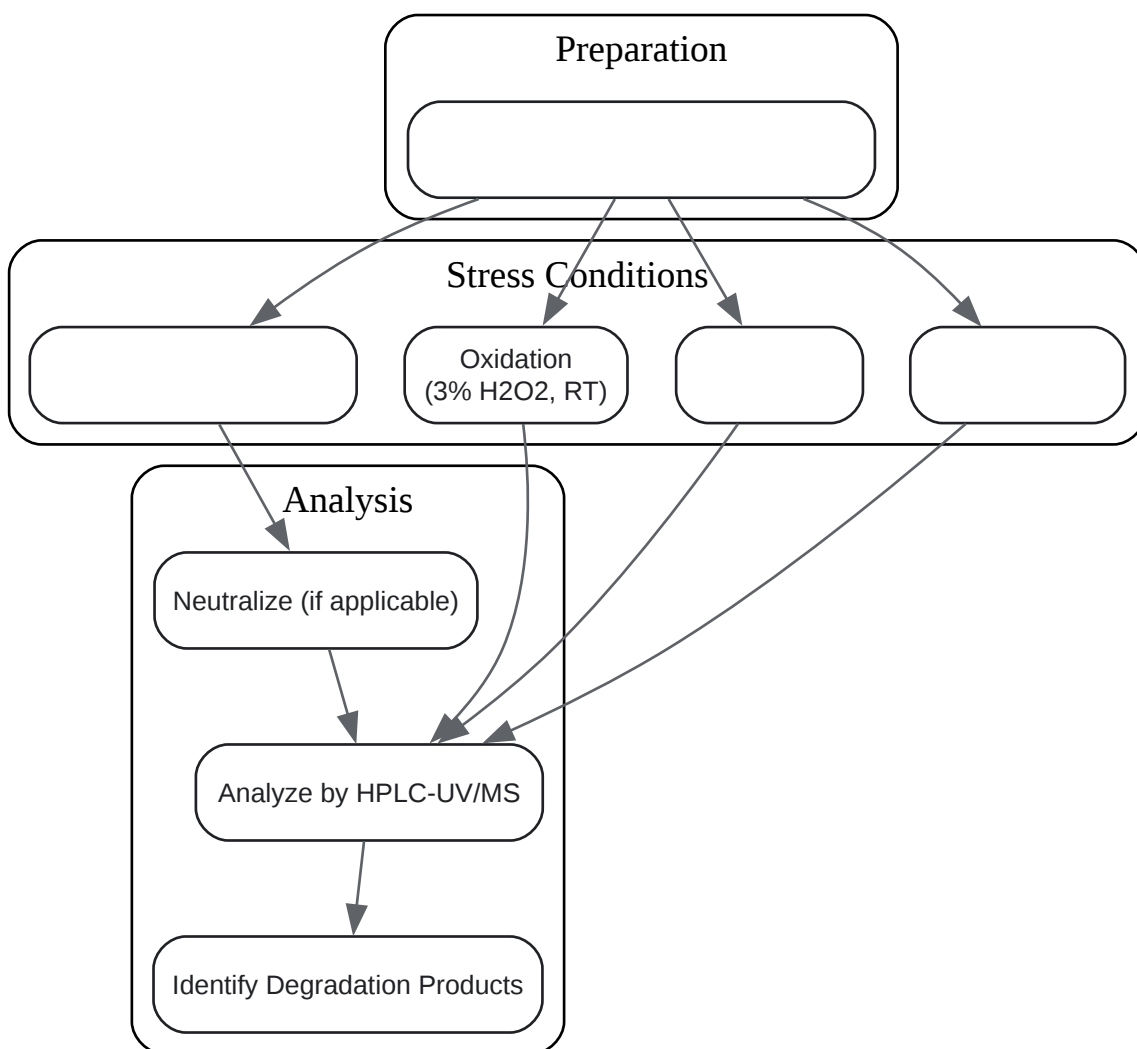 Preparation
Stress Conditions
Oxidation
(3% H2O2, RT)
Analysis
Neutralize (if applicable)
Analyze by HPLC-UV/MS
Identify Degradation Products